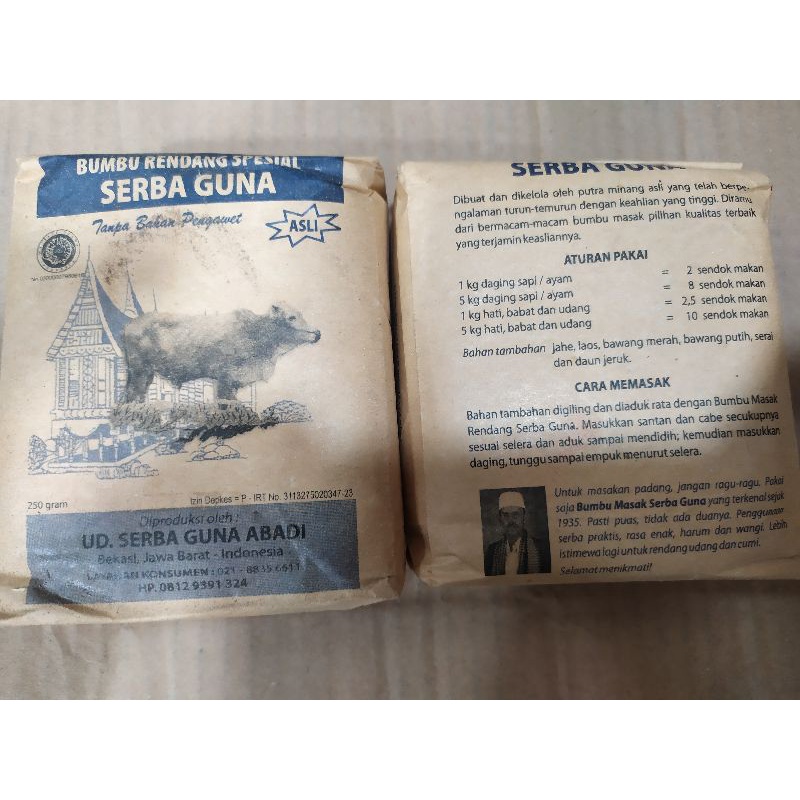 BUMBU RENDANG SPESIAL
SERBA GUNA
Tanpa Bahan Pengawet
ASLI
250 gram
Izin Depkes = P - IRT No. 3113275020347-23
Diproduksi oleh :
UD. SERBA GUNA ABADI
Bekasi, Jawa Barat - Indonesia
LAYANAN KONSUMEN : 021 - 8835 6611
HP. 0812 9391 324
SERBA GUNA
Dibuat dan dikelola oleh putra minang asli yang telah berpe-
ngalaman turun-temurun dengan keahlian yang tinggi. Diramu
dari bermacam-macam bumbu masak pilihan kualitas terbaik
yang terjamin keasliannya.
ATURAN PAKAI
1 kg daging sapi / ayam = 2 sendok makan
5 kg daging sapi / ayam = 8 sendok makan
1 kg hati, babat dan udang = 2,5 sendok makan
5 kg hati, babat dan udang = 10 sendok makan
Bahan tambahan jahe, laos, bawang merah, bawang putih, serai
dan daun jeruk.
CARA MEMASAK
Bahan tambahan digiling dan diaduk rata dengan Bumbu Masak
Rendang Serba Guna. Masukkan santan dan cabe secukupnya
sesuai selera dan aduk sampai mendidih; kemudian masukkan
daging, tunggu sampai empuk menurut selera.
Untuk masakan padang, jangan ragu-ragu. Pakai
saja Bumbu Masak Serba Guna yang terkenal sejak
1935. Pasti puas, tidak ada duanya. Penggunaan
serba praktis, rasa enak, harum dan wangi. Lebih
istimewa lagi untuk rendang udang dan cumi.
Selamat menikmati!